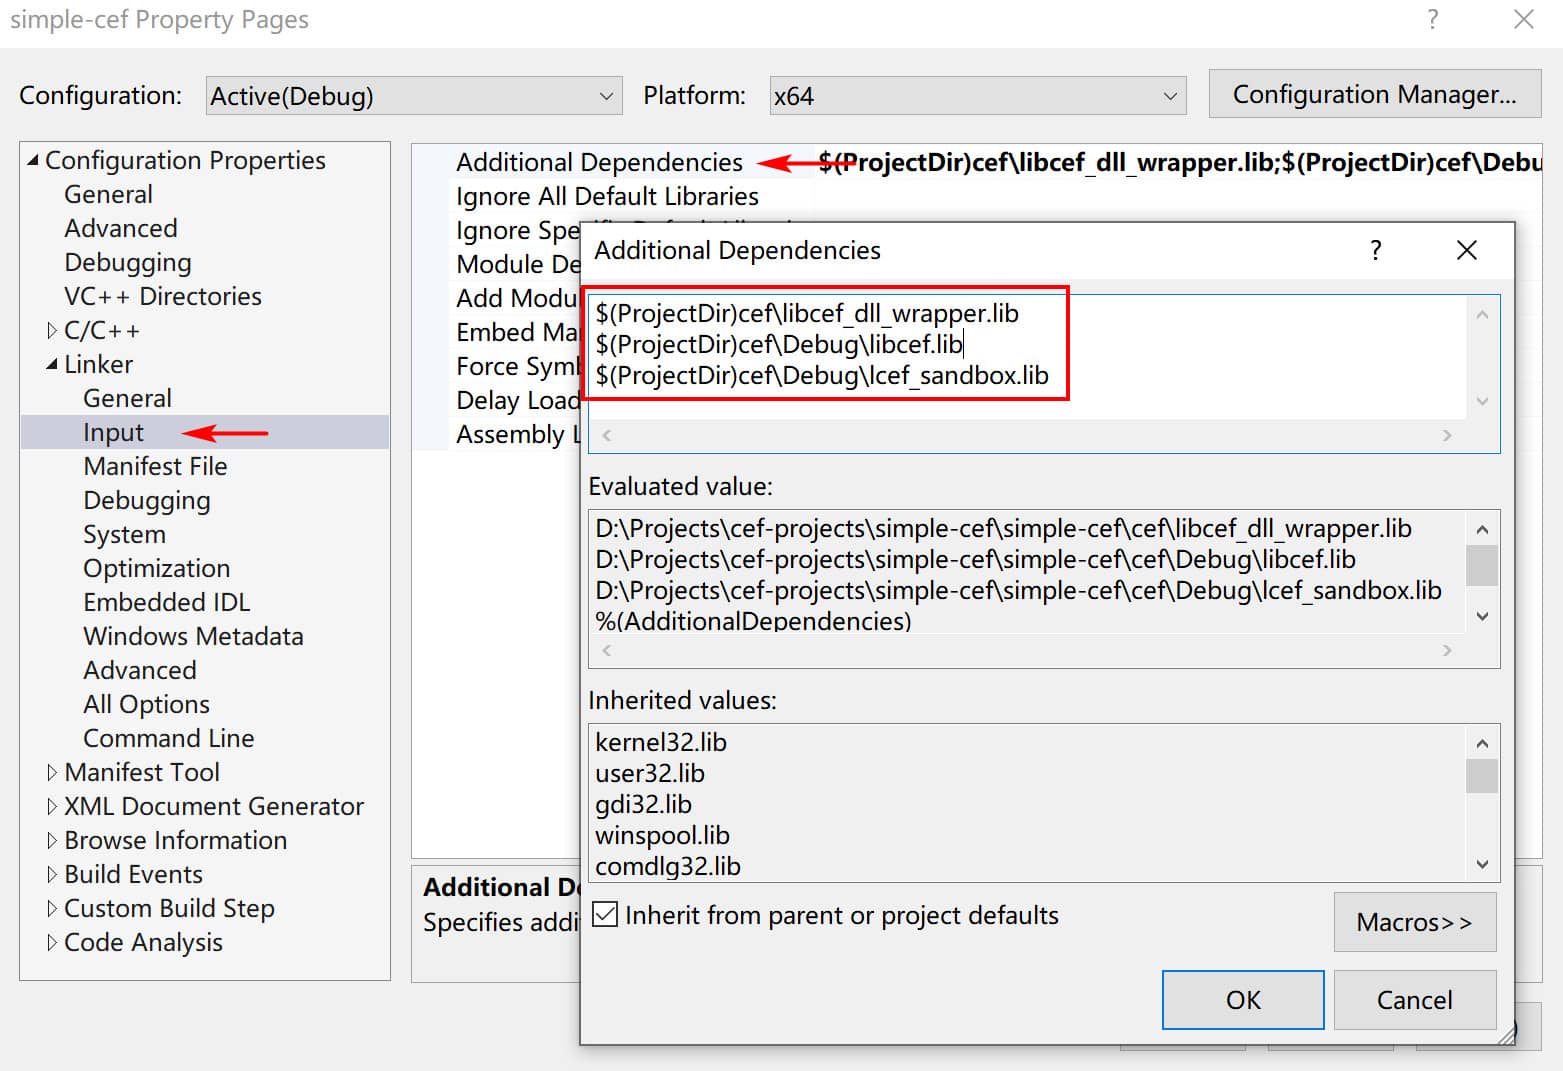 simple-cef Property Pages
?
Configuration:
Active(Debug)
Platform:
x64
Configuration Manager...
Configuration Properties
General
Advanced
Debugging
VC++ Directories
C/C++
Linker
General
Input
Manifest File
Debugging
System
Optimization
Embedded IDL
Windows Metadata
Advanced
All Options
Command Line
Manifest Tool
XML Document Generator
Browse Information
Build Events
Custom Build Step
Code Analysis
Additional Dependencies
$(ProjectDir)cef\libcef_dll_wrapper.lib;$(ProjectDir)cef\Debu
Ignore All Default Libraries
Ignore Spe
Module De
Add Modu
Embed Ma
Force Symb
Delay Load
Assembly L
Additional De
Specifies addi
Additional Dependencies
?
$(ProjectDir)cef\libcef_dll_wrapper.lib
$(ProjectDir)cef\Debug\libcef.lib
$(ProjectDir)cef\Debug\lcef_sandbox.lib
Evaluated value:
D:\Projects\cef-projects\simple-cef\simple-cef\cef\libcef_dll_wrapper.lib
D:\Projects\cef-projects\simple-cef\simple-cef\cef\Debug\libcef.lib
D:\Projects\cef-projects\simple-cef\simple-cef\cef\Debug\lcef_sandbox.lib
%(AdditionalDependencies)
Inherited values:
kernel32.lib
user32.lib
gdi32.lib
winspool.lib
comdlg32.lib
Inherit from parent or project defaults
Macros>>
OK
Cancel